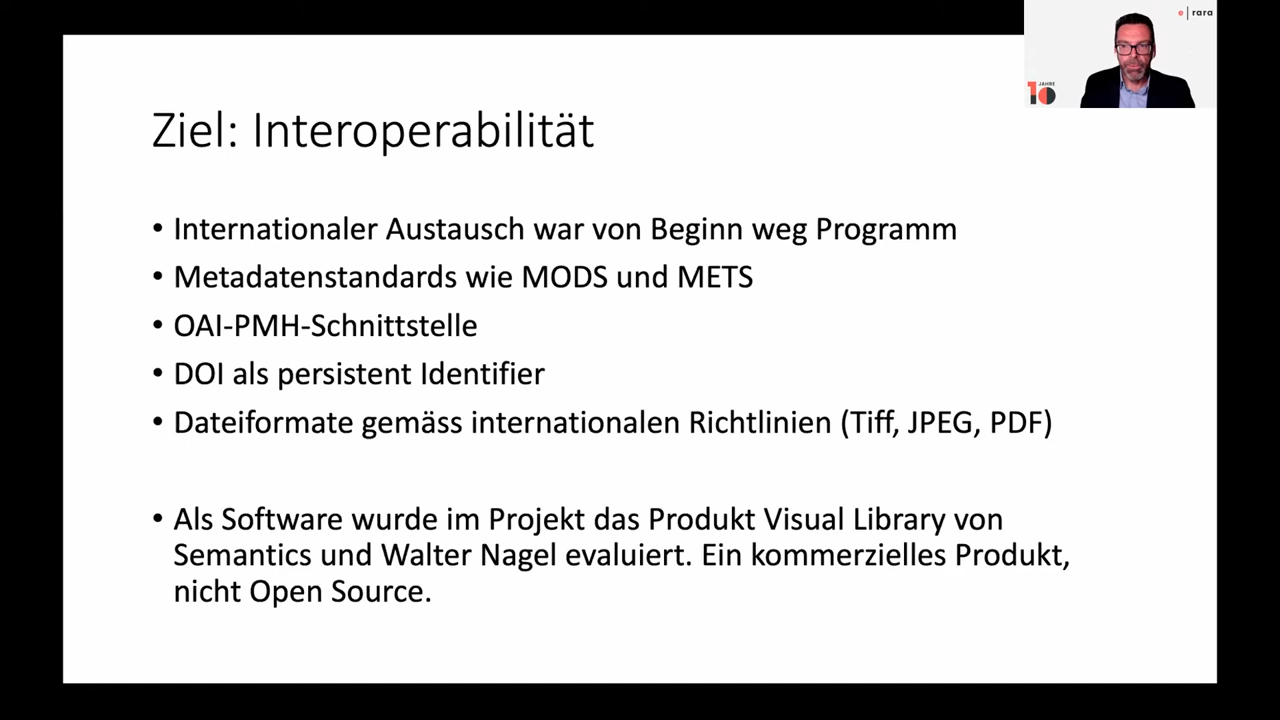 e | rara
10 JAHRE
Ziel: Interoperabilität
• Internationaler Austausch war von Beginn weg Programm
• Metadatenstandards wie MODS und METS
• OAI-PMH-Schnittstelle
• DOI als persistent Identifier
• Dateiformate gemäss internationalen Richtlinien (Tiff, JPEG, PDF)
• Als Software wurde im Projekt das Produkt Visual Library von
Semantics und Walter Nagel evaluiert. Ein kommerzielles Produkt,
nicht Open Source.